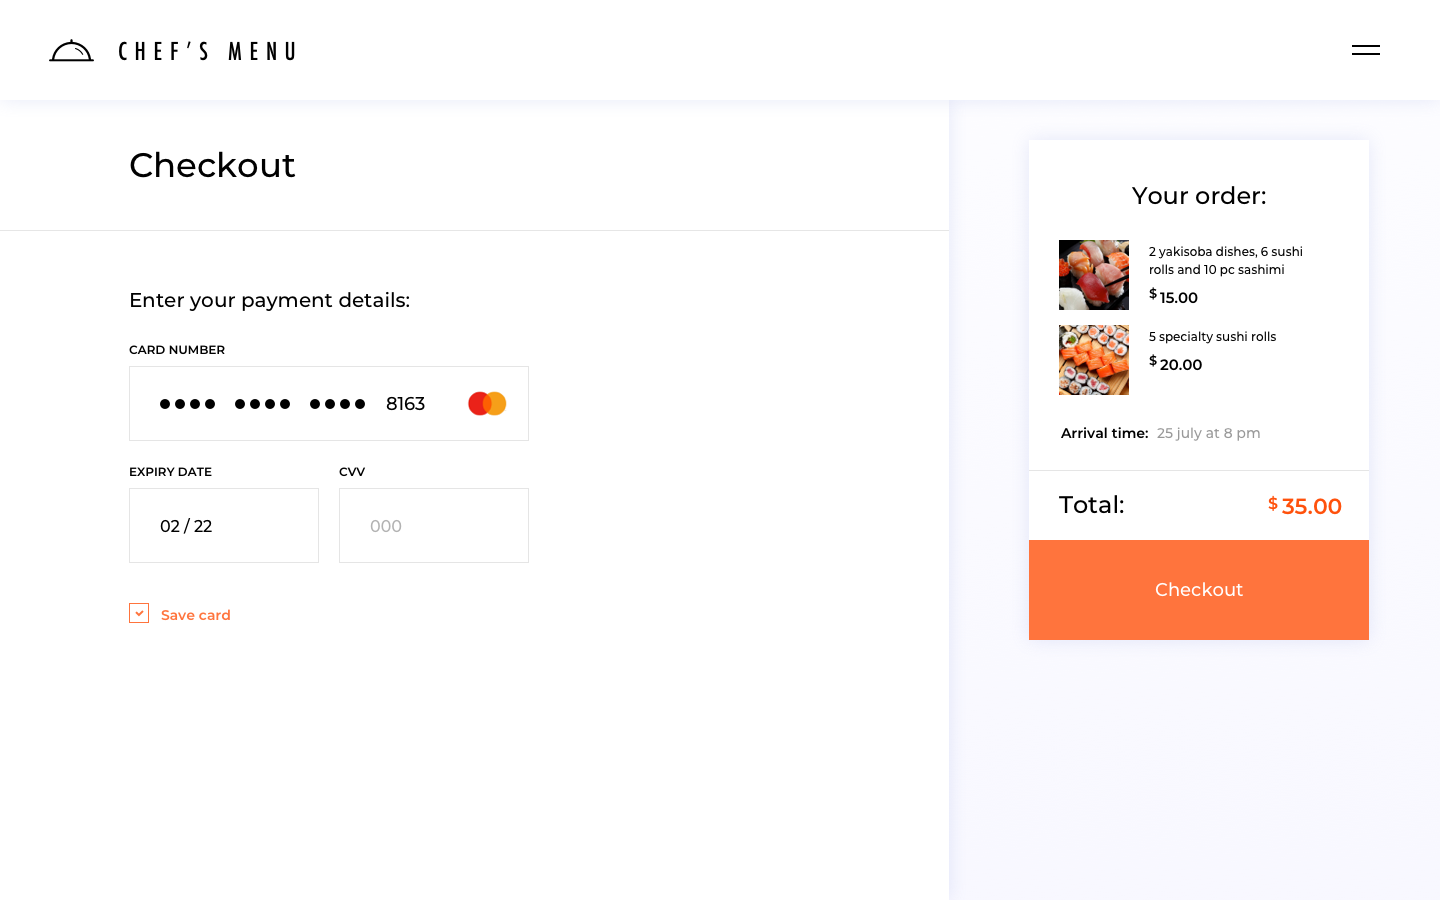 CHEF'S MENU
Checkout
Enter your payment details:
CARD NUMBER
●●●● ●●●● ●●●● 8163
EXPIRY DATE
CVV
02 / 22
000
Save card
Your order:
2 yakisoba dishes, 6 sushi
rolls and 10 pc sashimi
$ 15.00
5 specialty sushi rolls
$ 20.00
Arrival time: 25 july at 8 pm
Total: $ 35.00
Checkout